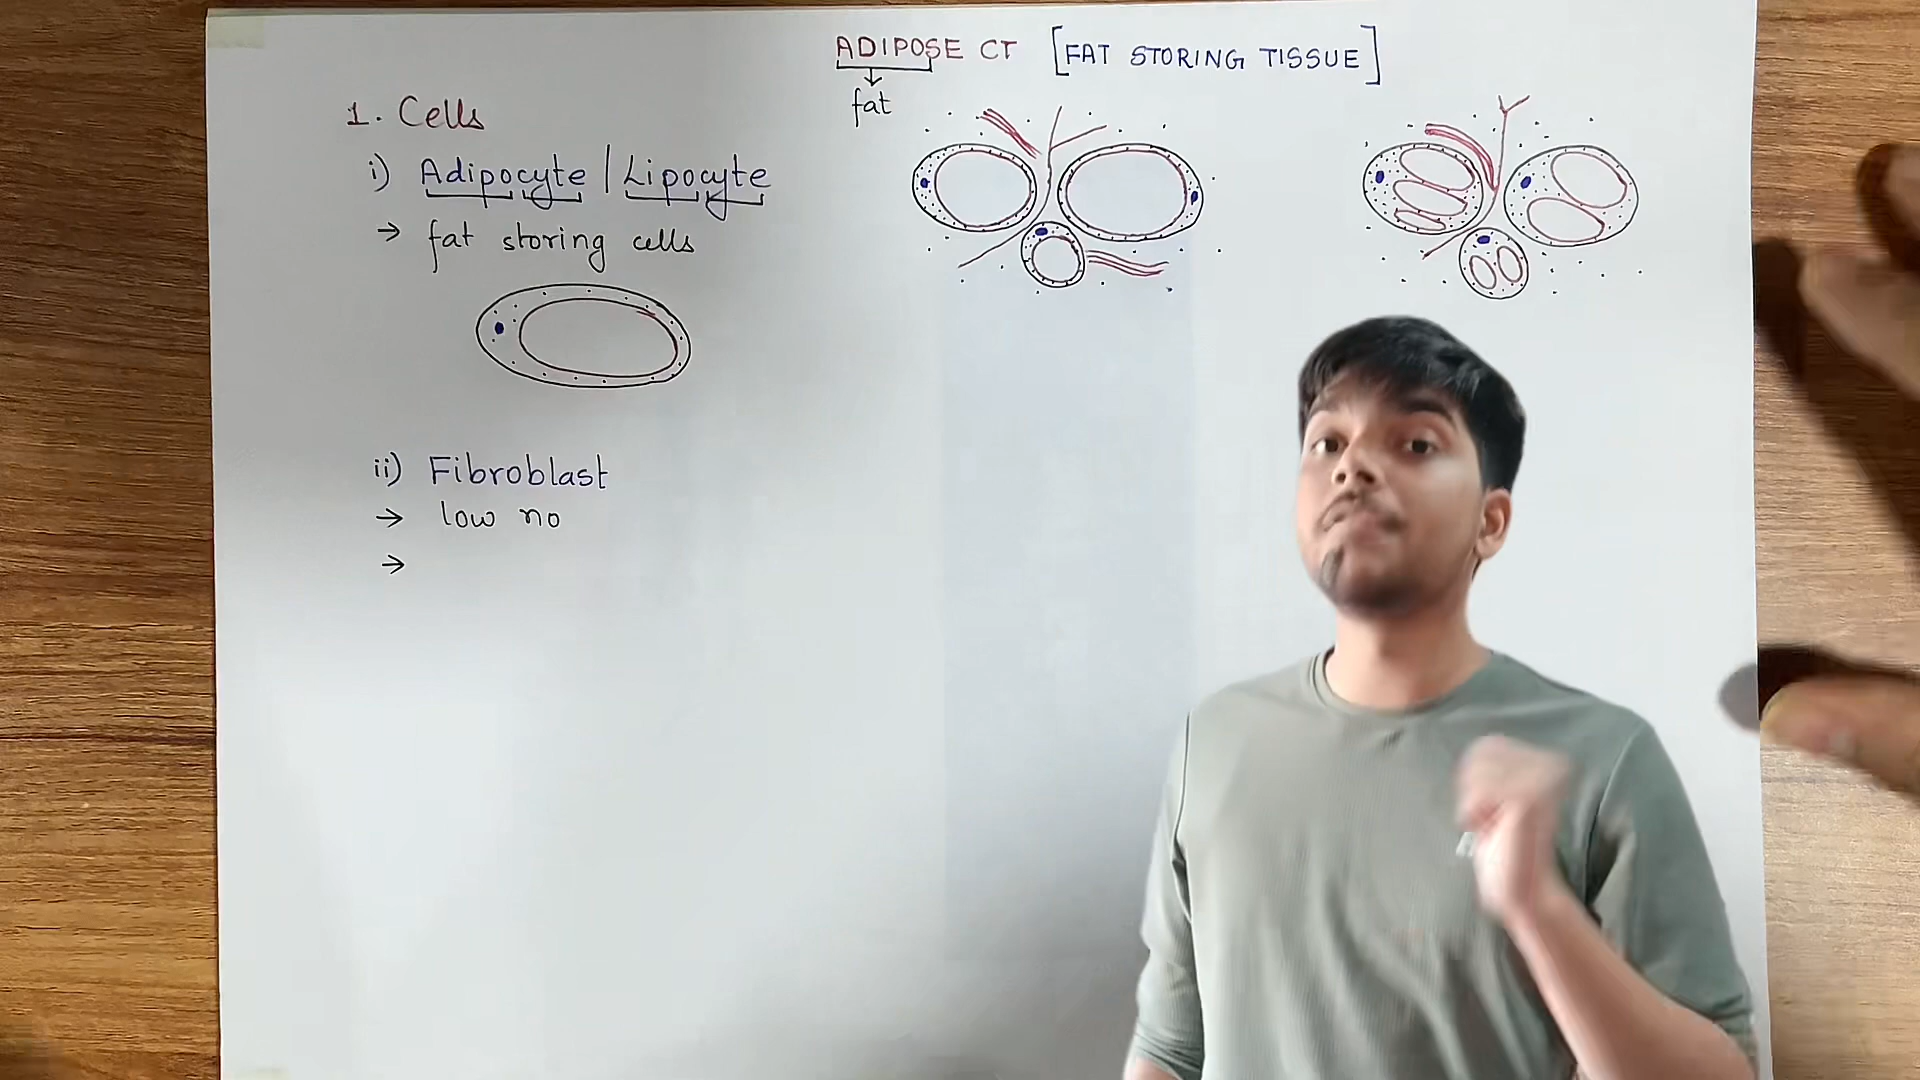 ADIPOSE CT [FAT STORING TISSUE]
fat
1. Cells
i) Adipocyte | Lipocyte
→ fat storing cells
ii) Fibroblast
→ low no
→